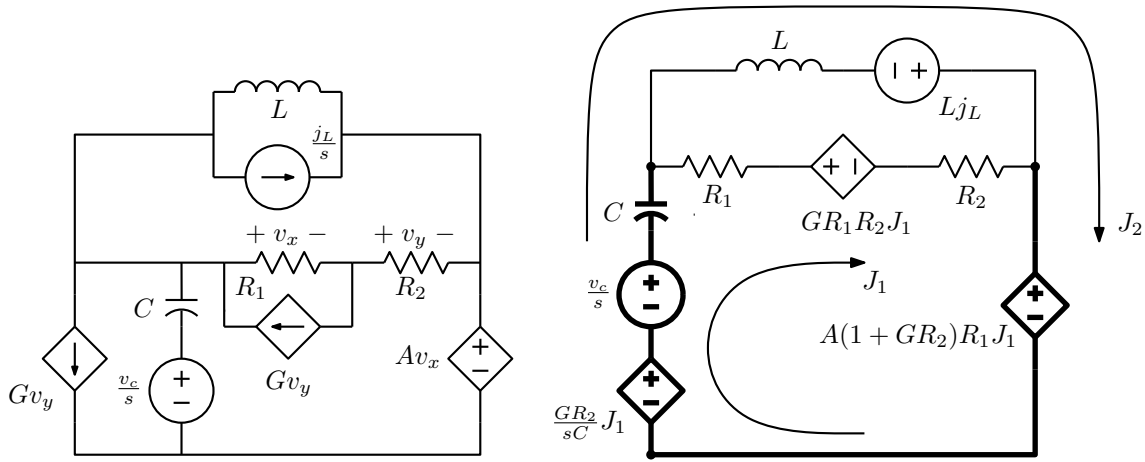 L
j_L/s
+ v_x −
+ v_y −
R_1
R_2
C
Gv_y
Gv_y
v_c/s
+
−
Av_x
+
−
L
− +
Lj_L
R_1
+ −
R_2
GR_1R_2J_1
C
J_2
v_c/s
+
−
J_1
A(1 + GR_2)R_1J_1
+
−
GR_2/sC J_1
+
−